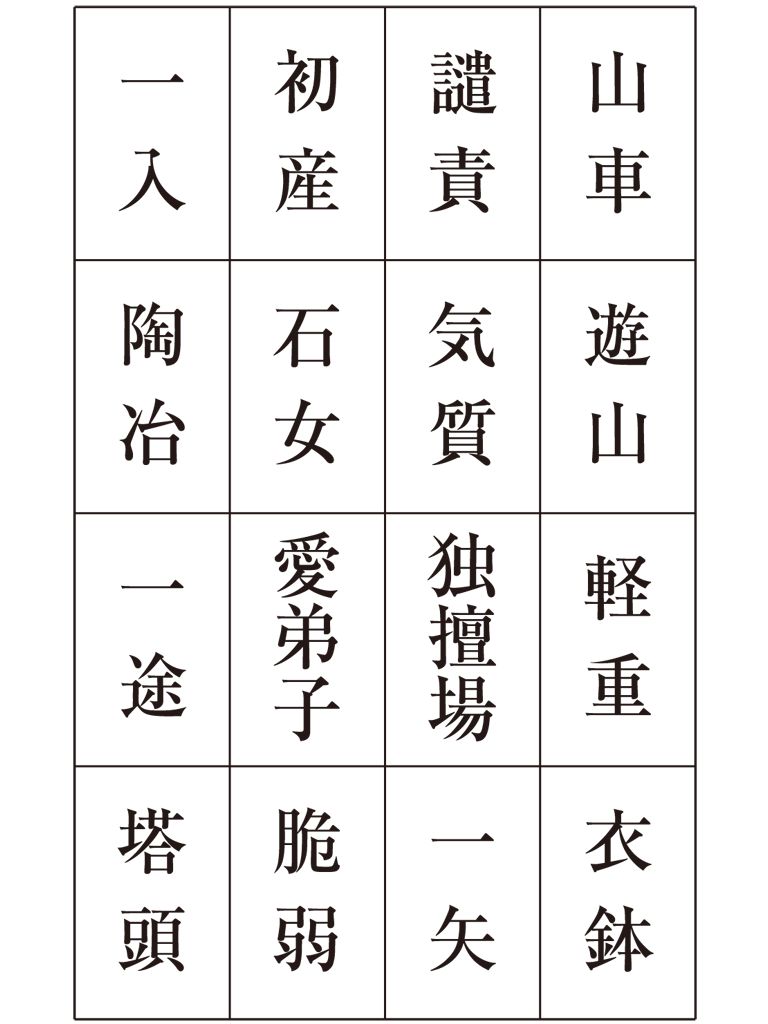 山車
譴責
初産
一入
遊山
気質
石女
陶冶
軽重
独擅場
愛弟子
一途
衣鉢
一矢
脆弱
塔頭